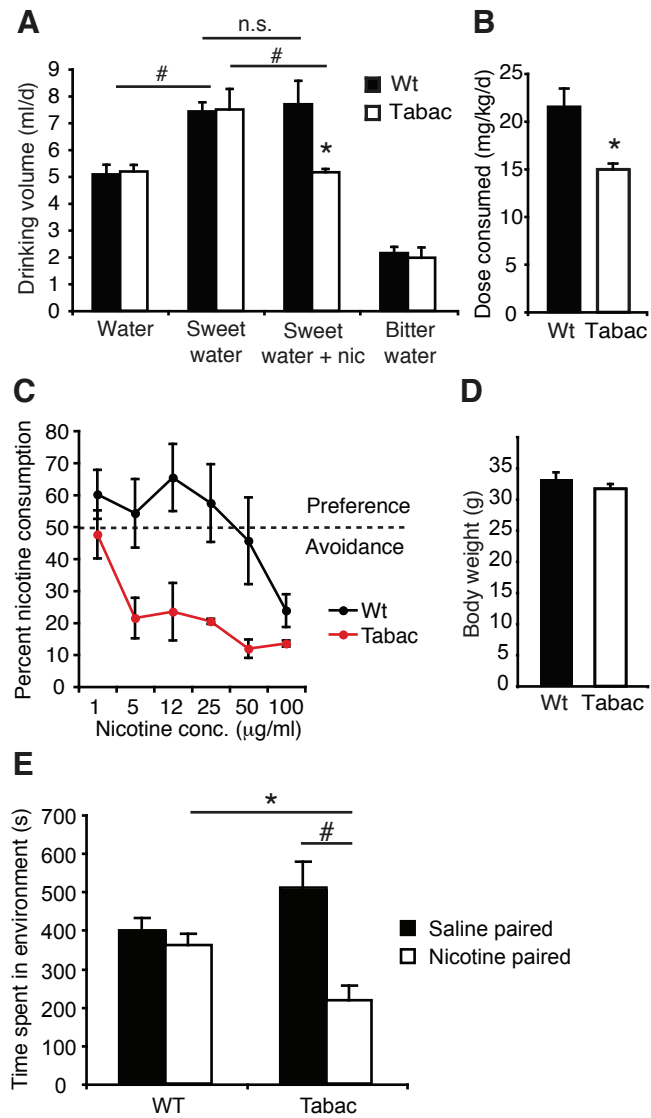 A
n.s.
#
#
Drinking volume (ml/d)
9
8
7
6
5
4
3
2
1
0
Wt
Tabac
*
Water
Sweet
water
Sweet
water + nic
Bitter
water
B
Dose consumed (mg/kg/d)
25
20
15
10
5
0
*
Wt Tabac
C
Percent nicotine consumption
80
70
60
50
40
30
20
10
0
Preference
Avoidance
Wt
Tabac
1 5 12 25 50 100
Nicotine conc. (μg/ml)
D
Body weight (g)
35
30
25
20
15
10
5
0
Wt Tabac
E
Time spent in environment (s)
700
600
500
400
300
200
100
0
*
#
Saline paired
Nicotine paired
WT Tabac